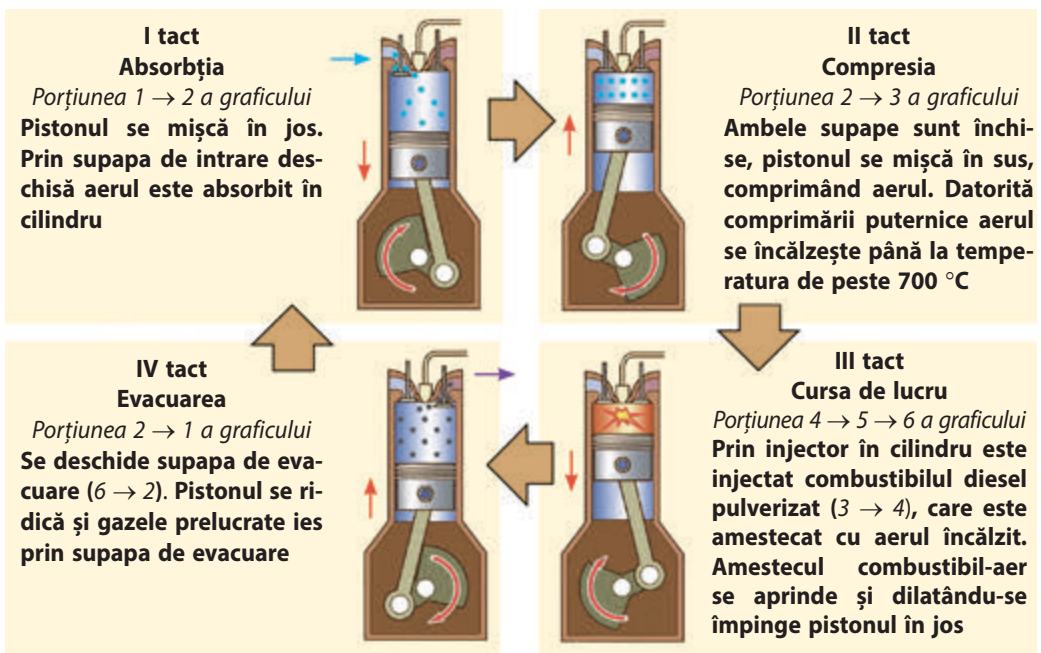 I tact
Absorbția
Porțiunea 1 → 2 a graficului
Pistonul se mișcă în jos.
Prin supapa de intrare des-
chisă aerul este absorbit în
cilindru
II tact
Compresia
Porțiunea 2 → 3 a graficului
Ambele supape sunt închi-
se, pistonul se mișcă în sus,
comprimând aerul. Datorită
comprimării puternice aerul
se încălzește până la tempe-
ratura de peste 700 °C
III tact
Cursa de lucru
Porțiunea 4 → 5 → 6 a graficului
Prin injector în cilindru este
injectat combustibilul diesel
pulverizat (3 → 4), care este
amestecat cu aerul încălzit.
Amestecul combustibil-aer
se aprinde și dilatându-se
împinge pistonul în jos
IV tact
Evacuarea
Porțiunea 2 → 1 a graficului
Se deschide supapa de eva-
cuare (6 → 2). Pistonul se ri-
dică și gazele prelucrate ies
prin supapa de evacuare